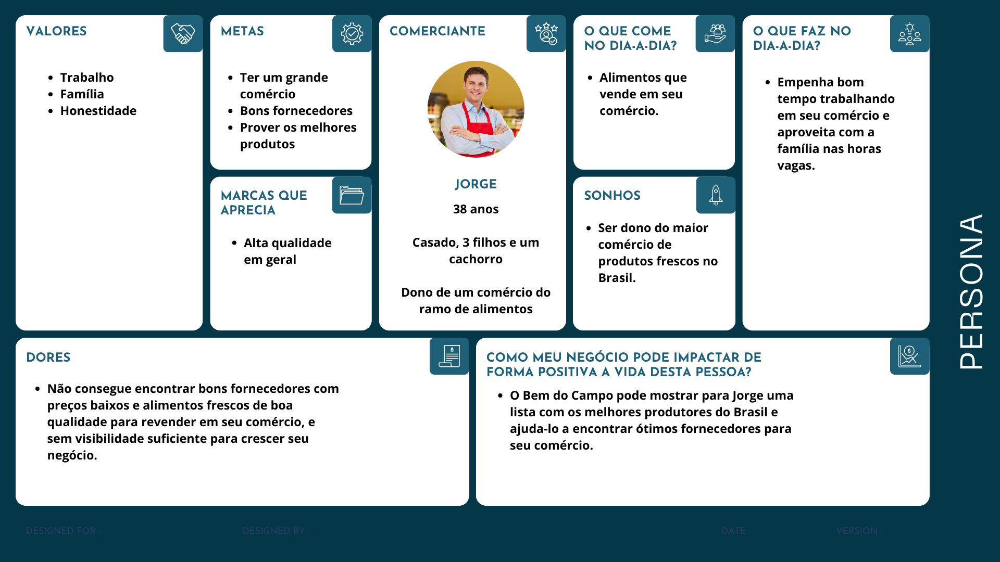 VALORES
Trabalho
Família
Honestidade
METAS
Ter um grande
comércio
Bons fornecedores
Prover os melhores
produtos
MARCAS QUE
APRECIA
Alta qualidade
em geral
COMERCIANTE
JORGE
38 anos
Casado, 3 filhos e um
cachorro
Dono de um comércio do
ramo de alimentos
O QUE COME
NO DIA-A-DIA?
Alimentos que
vende em seu
comércio.
SONHOS
Ser dono do maior
comércio de
produtos frescos no
Brasil.
O QUE FAZ NO
DIA-A-DIA?
Empenha bom
tempo trabalhando
em seu comércio e
aproveita com a
família nas horas
vagas.
DORES
Não consegue encontrar bons fornecedores com
preços baixos e alimentos frescos de boa
qualidade para revender em seu comércio, e
sem visibilidade suficiente para crescer seu
negócio.
COMO MEU NEGÓCIO PODE IMPACTAR DE
FORMA POSITIVA A VIDA DESTA PESSOA?
O Bem do Campo pode mostrar para Jorge uma
lista com os melhores produtores do Brasil e
ajuda-lo a encontrar ótimos fornecedores para
seu comércio.
PERSONA
DESIGNED FOR :
DESIGNED BY :
DATE :
VERSION :